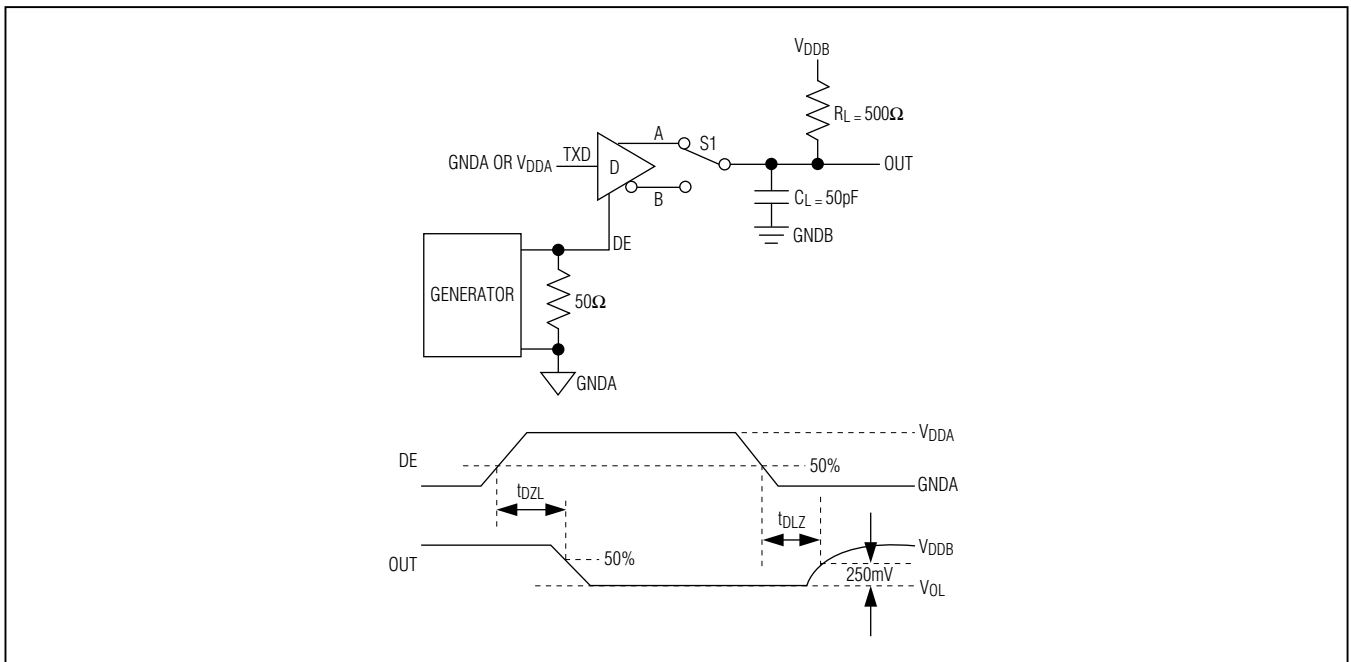 VDDB
RL = 500Ω
A
S1
GNDA OR VDDA
TXD
D
OUT
B
CL = 50pF
GNDB
DE
GENERATOR
50Ω
GNDA
VDDA
DE
50%
GNDA
tDZL
tDLZ
VDDB
OUT
50%
250mV
VOL